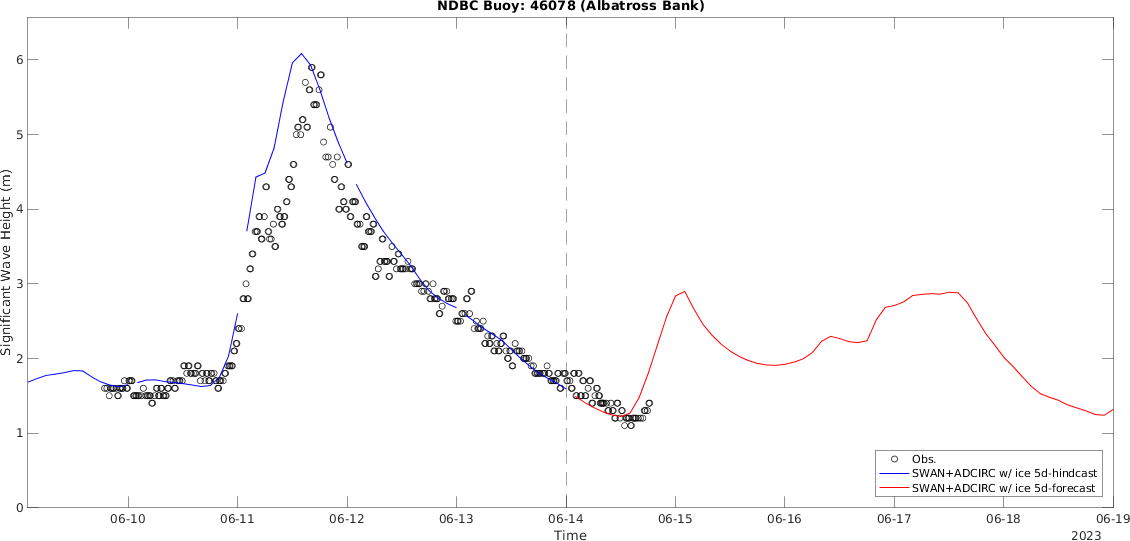 NDBC Buoy: 46078 (Albatross Bank)
Significant Wave Height (m)
6
5
4
3
2
1
0
Obs.
SWAN+ADCIRC w/ ice 5d-hindcast
SWAN+ADCIRC w/ ice 5d-forecast
06-10 06-11 06-12 06-13 06-14 06-15 06-16 06-17 06-18 06-19
Time
2023